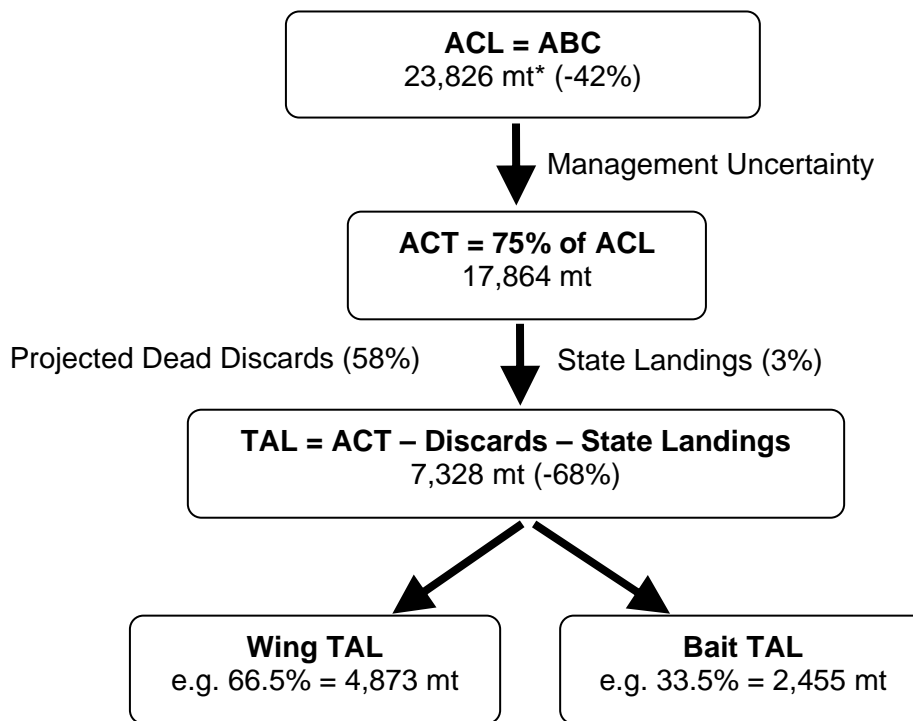 ACL = ABC
23,826 mt* (-42%)
Management Uncertainty
ACT = 75% of ACL
17,864 mt
Projected Dead Discards (58%)
State Landings (3%)
TAL = ACT – Discards – State Landings
7,328 mt (-68%)
Wing TAL
e.g. 66.5% = 4,873 mt
Bait TAL
e.g. 33.5% = 2,455 mt